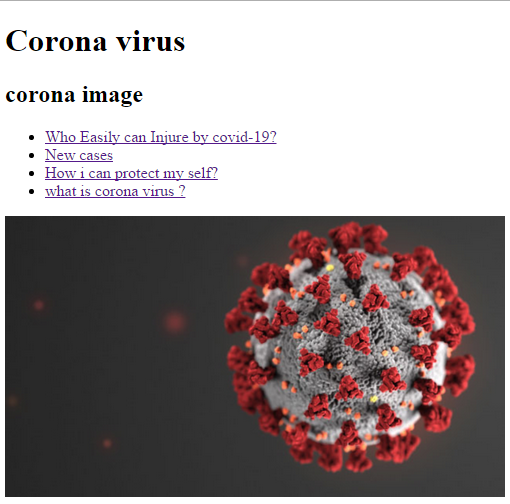 Corona virus
corona image
Who Easily can Injure by covid-19?
New cases
How i can protect my self?
what is corona virus ?